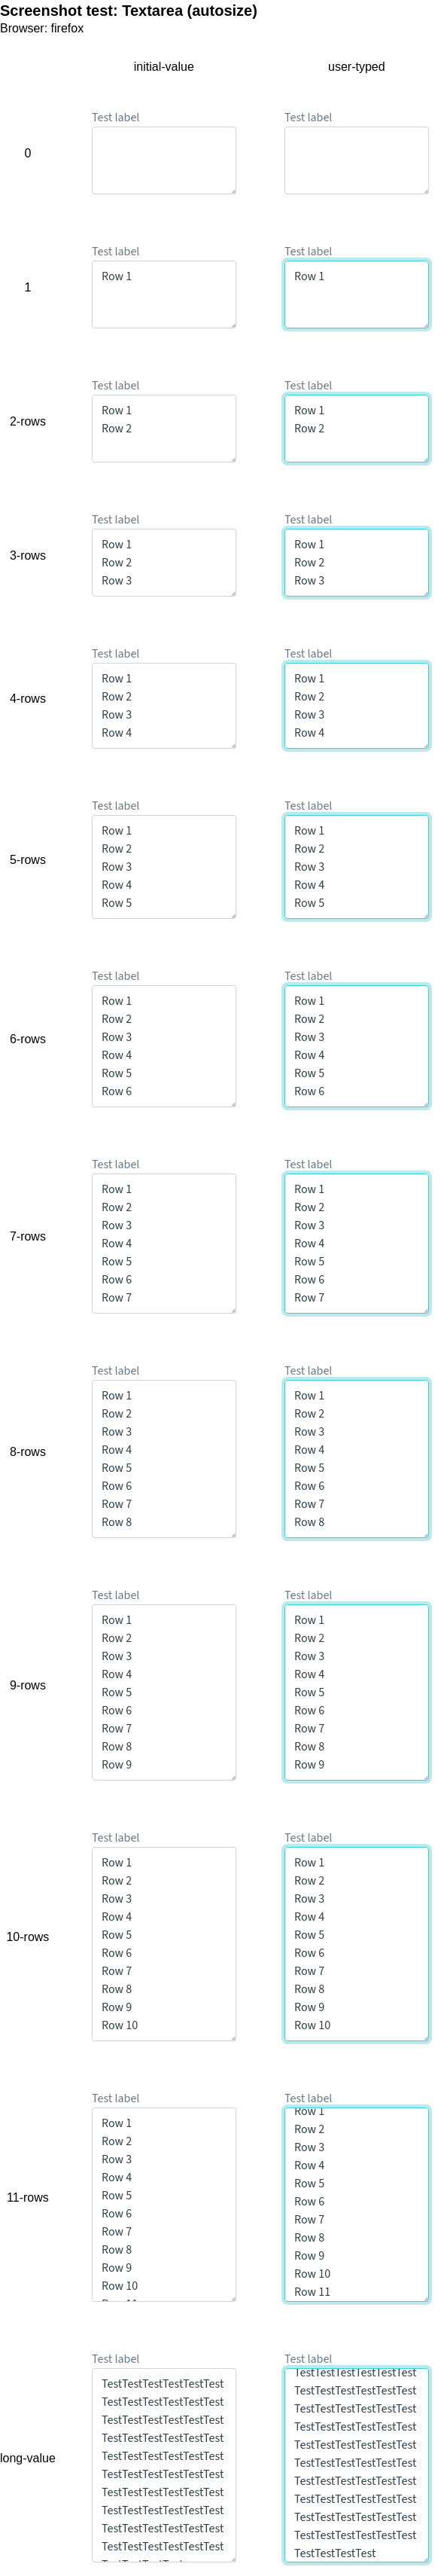 Screenshot test: Textarea (autosize)
Browser: firefox
initial-value user-typed
Test label Test label
0
Test label Test label
1
Row 1 Row 1
Test label Test label
2-rows
Row 1 Row 1
Row 2 Row 2
Test label Test label
3-rows
Row 1 Row 1
Row 2 Row 2
Row 3 Row 3
Test label Test label
4-rows
Row 1 Row 1
Row 2 Row 2
Row 3 Row 3
Row 4 Row 4
Test label Test label
5-rows
Row 1 Row 1
Row 2 Row 2
Row 3 Row 3
Row 4 Row 4
Row 5 Row 5
Test label Test label
6-rows
Row 1 Row 1
Row 2 Row 2
Row 3 Row 3
Row 4 Row 4
Row 5 Row 5
Row 6 Row 6
Test label Test label
7-rows
Row 1 Row 1
Row 2 Row 2
Row 3 Row 3
Row 4 Row 4
Row 5 Row 5
Row 6 Row 6
Row 7 Row 7
Test label Test label
8-rows
Row 1 Row 1
Row 2 Row 2
Row 3 Row 3
Row 4 Row 4
Row 5 Row 5
Row 6 Row 6
Row 7 Row 7
Row 8 Row 8
Test label Test label
9-rows
Row 1 Row 1
Row 2 Row 2
Row 3 Row 3
Row 4 Row 4
Row 5 Row 5
Row 6 Row 6
Row 7 Row 7
Row 8 Row 8
Row 9 Row 9
Test label Test label
10-rows
Row 1 Row 1
Row 2 Row 2
Row 3 Row 3
Row 4 Row 4
Row 5 Row 5
Row 6 Row 6
Row 7 Row 7
Row 8 Row 8
Row 9 Row 9
Row 10 Row 10
Test label Test label
11-rows
Row 1 Row 1
Row 2 Row 2
Row 3 Row 3
Row 4 Row 4
Row 5 Row 5
Row 6 Row 6
Row 7 Row 7
Row 8 Row 8
Row 9 Row 9
Row 10 Row 10
Row 11 Row 11
Test label Test label
long-value
TestTestTestTestTestTest TestTestTestTestTestTest
TestTestTestTestTestTest TestTestTestTestTestTest
TestTestTestTestTestTest TestTestTestTestTestTest
TestTestTestTestTestTest TestTestTestTestTestTest
TestTestTestTestTestTest TestTestTestTestTestTest
TestTestTestTestTestTest TestTestTestTestTestTest
TestTestTestTestTestTest TestTestTestTestTestTest
TestTestTestTestTestTest TestTestTestTestTestTest
TestTestTestTestTestTest TestTestTestTestTestTest
TestTestTestTestTestTest TestTestTestTestTestTest
TestTestTestTest TestTestTestTest